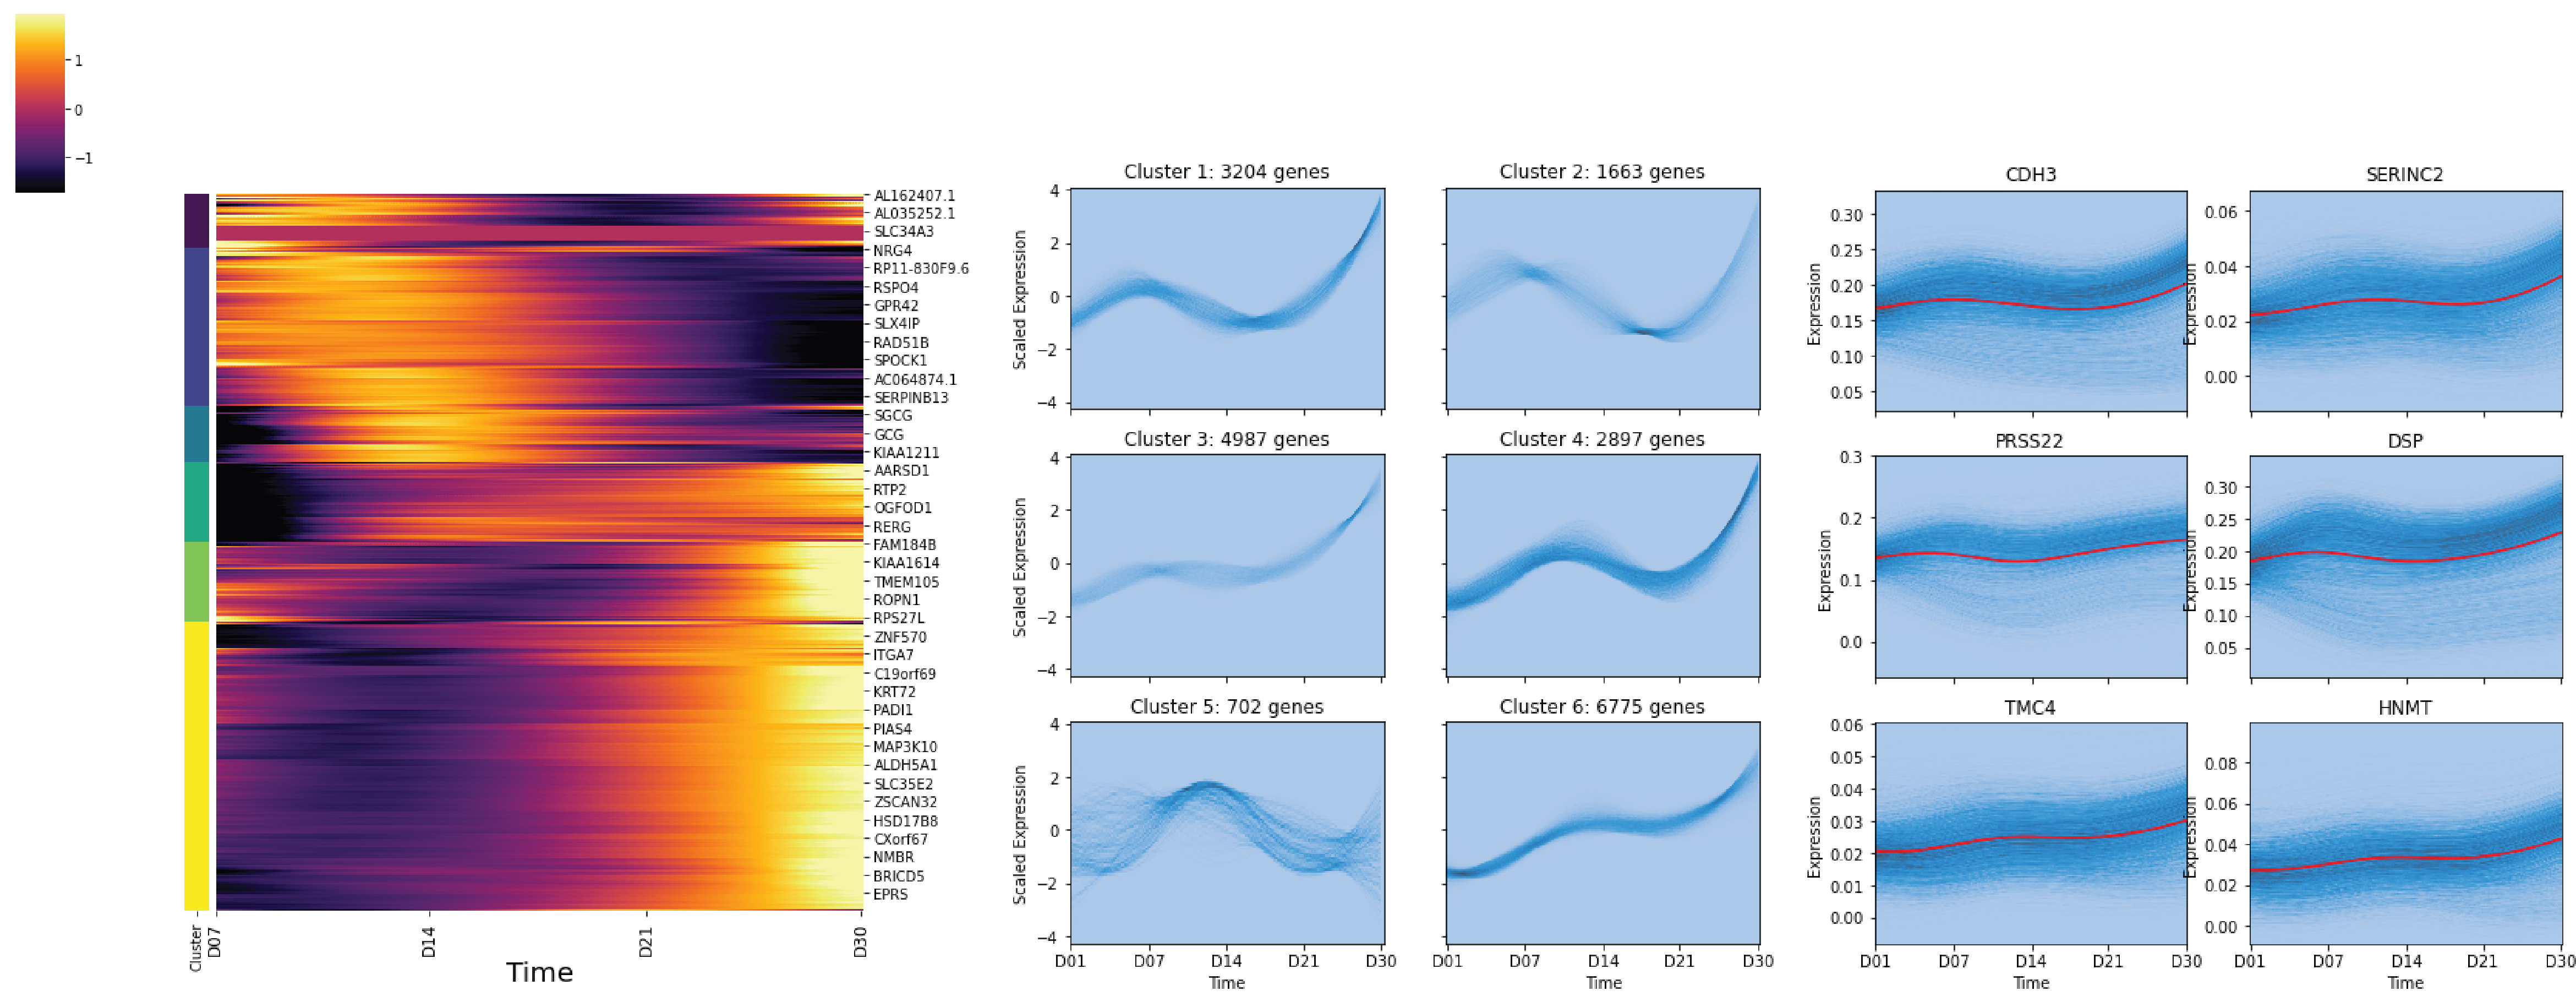 1
0
−1
AL162407.1
AL035252.1
SLC34A3
NRG4
RP11-830F9.6
RSPO4
GPR42
SLX4IP
RAD51B
SPOCK1
AC064874.1
SERPINB13
SGCG
GCG
KIAA1211
AARSD1
RTP2
OGFOD1
RERG
FAM184B
KIAA1614
TMEM105
ROPN1
RPS27L
ZNF570
ITGA7
C19orf69
KRT72
PADI1
PIAS4
MAP3K10
ALDH5A1
SLC35E2
ZSCAN32
HSD17B8
CXorf67
NMBR
BRICD5
EPRS
Cluster
D07 D14 D21 D30
Time
Cluster 1: 3204 genes
Scaled Expression
4
2
0
−2
−4
Cluster 2: 1663 genes
Cluster 3: 4987 genes
Scaled Expression
4
2
0
−2
−4
Cluster 4: 2897 genes
Cluster 5: 702 genes
Scaled Expression
4
2
0
−2
−4
D01 D07 D14 D21 D30
Time
Cluster 6: 6775 genes
D01 D07 D14 D21 D30
Time
CDH3
Expression
0.30
0.25
0.20
0.15
0.10
0.05
SERINC2
Expression
0.06
0.04
0.02
0.00
PRSS22
Expression
0.3
0.2
0.1
0.0
DSP
Expression
0.30
0.25
0.20
0.15
0.10
0.05
TMC4
Expression
0.06
0.05
0.04
0.03
0.02
0.01
0.00
D01 D07 D14 D21 D30
Time
HNMT
Expression
0.08
0.06
0.04
0.02
0.00
D01 D07 D14 D21 D30
Time